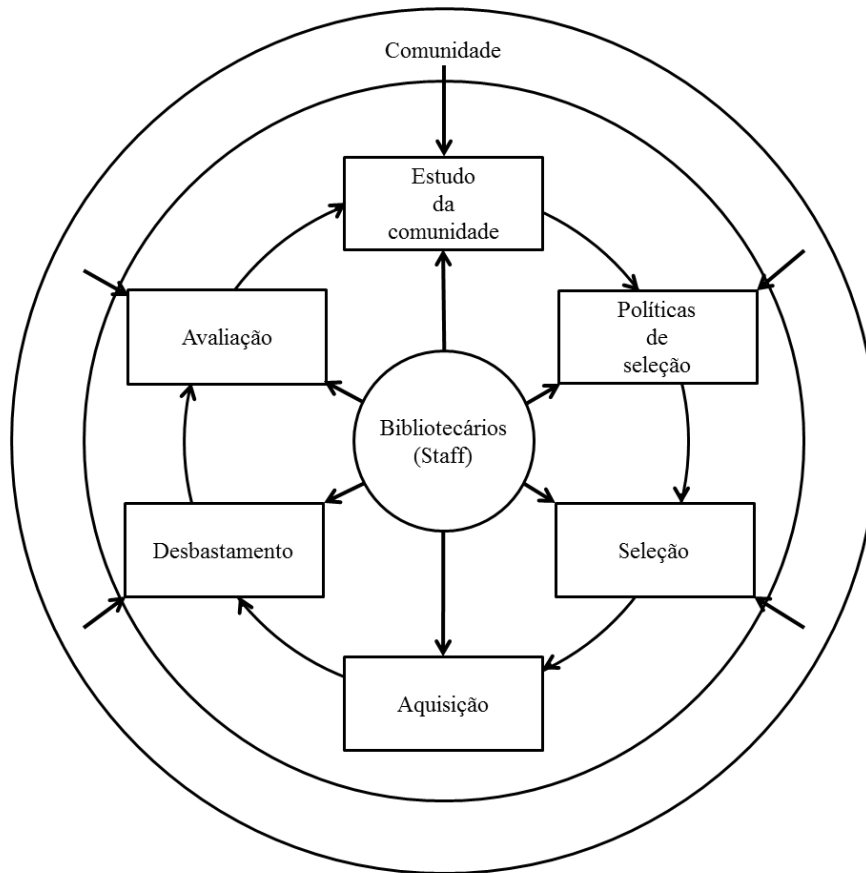 Comunidade
Estudo
da
comunidade
Avaliação
Políticas
de
seleção
Bibliotecários
(Staff)
Desbastamento
Seleção
Aquisição